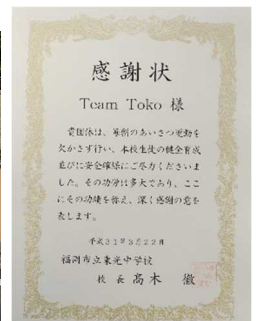 感謝状
Team Toko 様
貴団体は、毎朝のあいさつ運動を
欠かさず行い、本校生徒の健全育成
並びに安全確保にご尽力くださいま
した。その功労は多大であり、ここ
にその功績を称え、深く感謝の意を
表します。
平成31年3月22日
福岡市立東光中学校
校長 髙木 徹